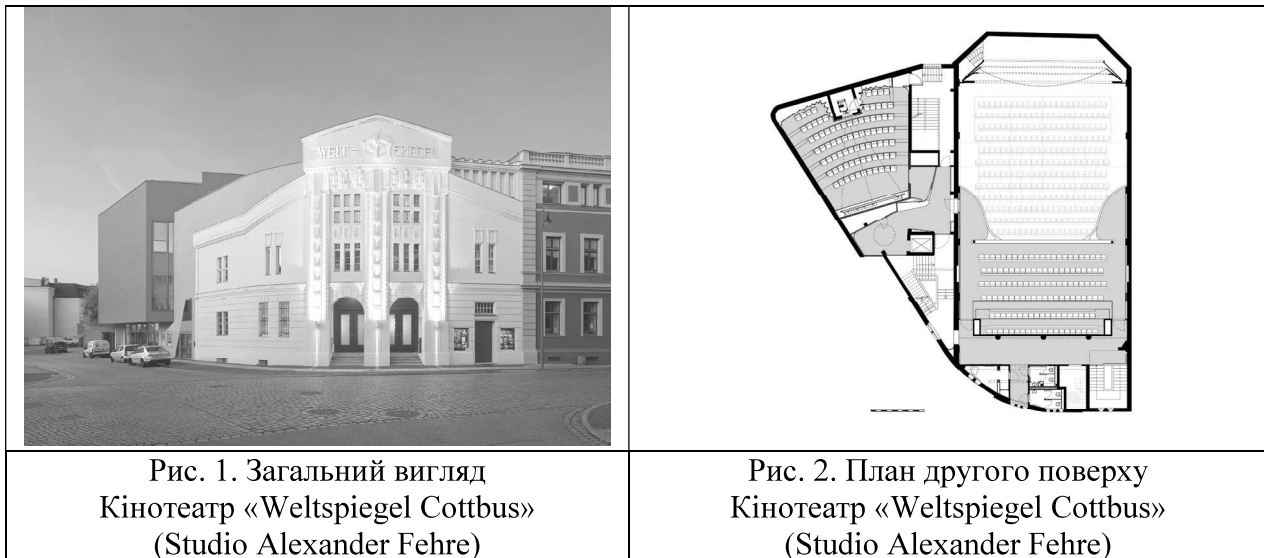 WELT – SPIEGEL
Рис. 1. Загальний вигляд
Кінотеатр «Weltspiegel Cottbus»
(Studio Alexander Fehre)
Рис. 2. План другого поверху
Кінотеатр «Weltspiegel Cottbus»
(Studio Alexander Fehre)